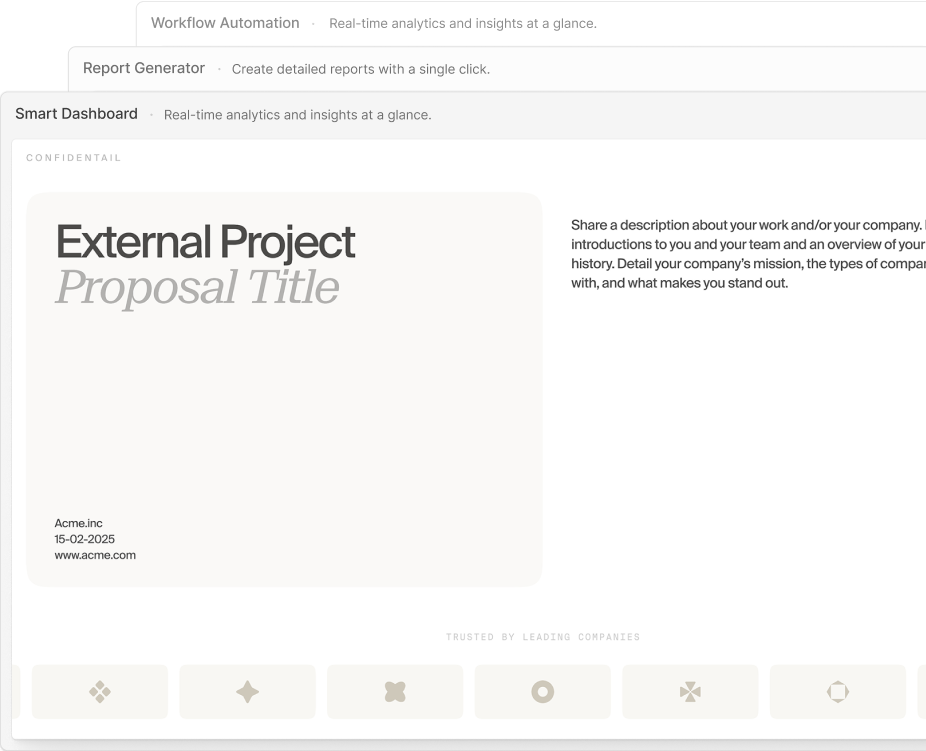 Workflow Automation · Real-time analytics and insights at a glance.
Report Generator · Create detailed reports with a single click.
Smart Dashboard · Real-time analytics and insights at a glance.
CONFIDENTAIL
External Project
Proposal Title
Share a description about your work and/or your company.
introductions to you and your team and an overview of your
history. Detail your company's mission, the types of
with, and what makes you stand out.
Acme.inc
15-02-2025
www.acme.com
TRUSTED BY LEADING COMPANIES